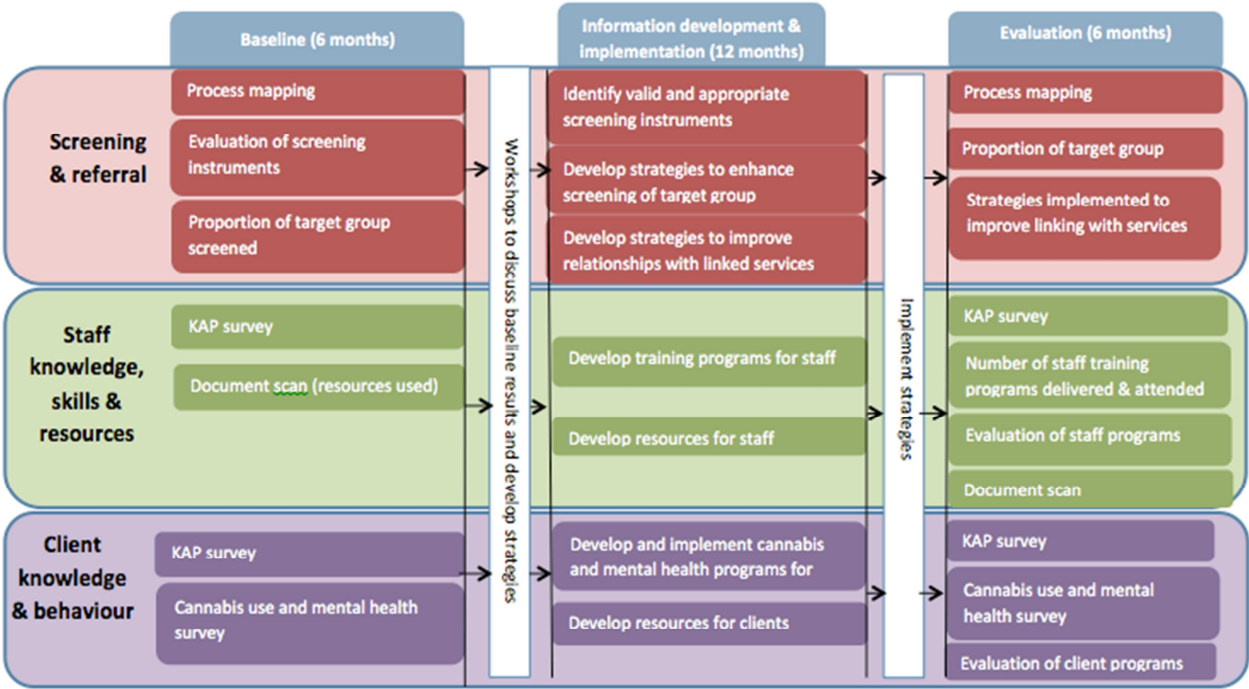 Baseline (6 months)
Information development &
implementation (12 months)
Evaluation (6 months)
Screening
& referral
Process mapping
Evaluation of screening
instruments
Proportion of target group
screened
Workshops to discuss baseline results and develop strategies
Identify valid and appropriate
screening instruments
Develop strategies to enhance
screening of target group
Develop strategies to improve
relationships with linked services
Implement strategies
Process mapping
Proportion of target group
Strategies implemented to
improve linking with services
Staff
knowledge,
skills &
resources
KAP survey
Document scan (resources used)
Develop training programs for staff
Develop resources for staff
KAP survey
Number of staff training
programs delivered & attended
Evaluation of staff programs
Document scan
Client
knowledge
& behaviour
KAP survey
Cannabis use and mental health
survey
Develop and implement cannabis
and mental health programs for
Develop resources for clients
KAP survey
Cannabis use and mental
health survey
Evaluation of client programs